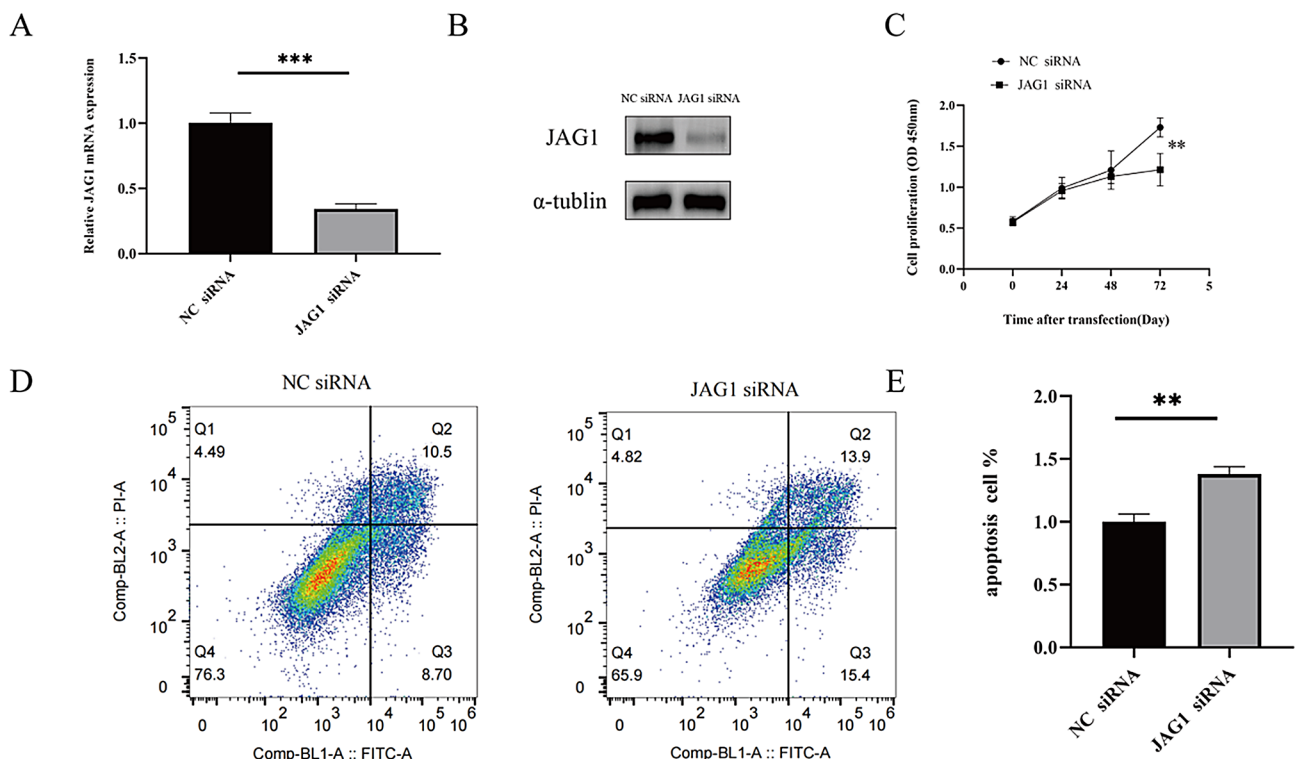 A
Relative JAG1 mRNA expression
1.5
1.0
0.5
0.0
***
NC siRNA
JAG1 siRNA
B
NC siRNA JAG1 siRNA
JAG1
α-tublin
C
NC siRNA
JAG1 siRNA
Cell proliferation (OD 450nm)
2.0
1.5
1.0
0.5
0.0
**
0 0 24 48 72 5
Time after transfection(Day)
D
NC siRNA
Comp-BL2-A :: PI-A
10^5
10^4
10^3
10^2
0
Q1
4.49
Q2
10.5
Q4
76.3
Q3
8.70
0 10^2 10^3 10^4 10^5 10^6
Comp-BL1-A :: FITC-A
JAG1 siRNA
Comp-BL2-A :: PI-A
10^5
10^4
10^3
10^2
0
Q1
4.82
Q2
13.9
Q4
65.9
Q3
15.4
0 10^2 10^3 10^4 10^5 10^6
Comp-BL1-A :: FITC-A
E
apoptosis cell %
2.0
1.5
1.0
0.5
0.0
**
NC siRNA
JAG1 siRNA